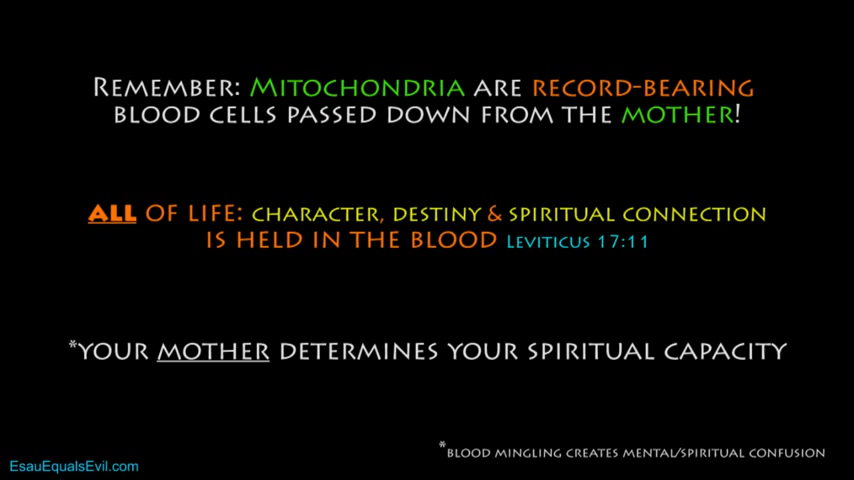 Remember: Mitochondria are record-bearing
blood cells passed down from the mother!
ALL of life: character, destiny & spiritual connection
is held in the blood Leviticus 17:11
*your mother determines your spiritual capacity
*blood mingling creates mental/spiritual confusion
EsauEqualsEvil.com